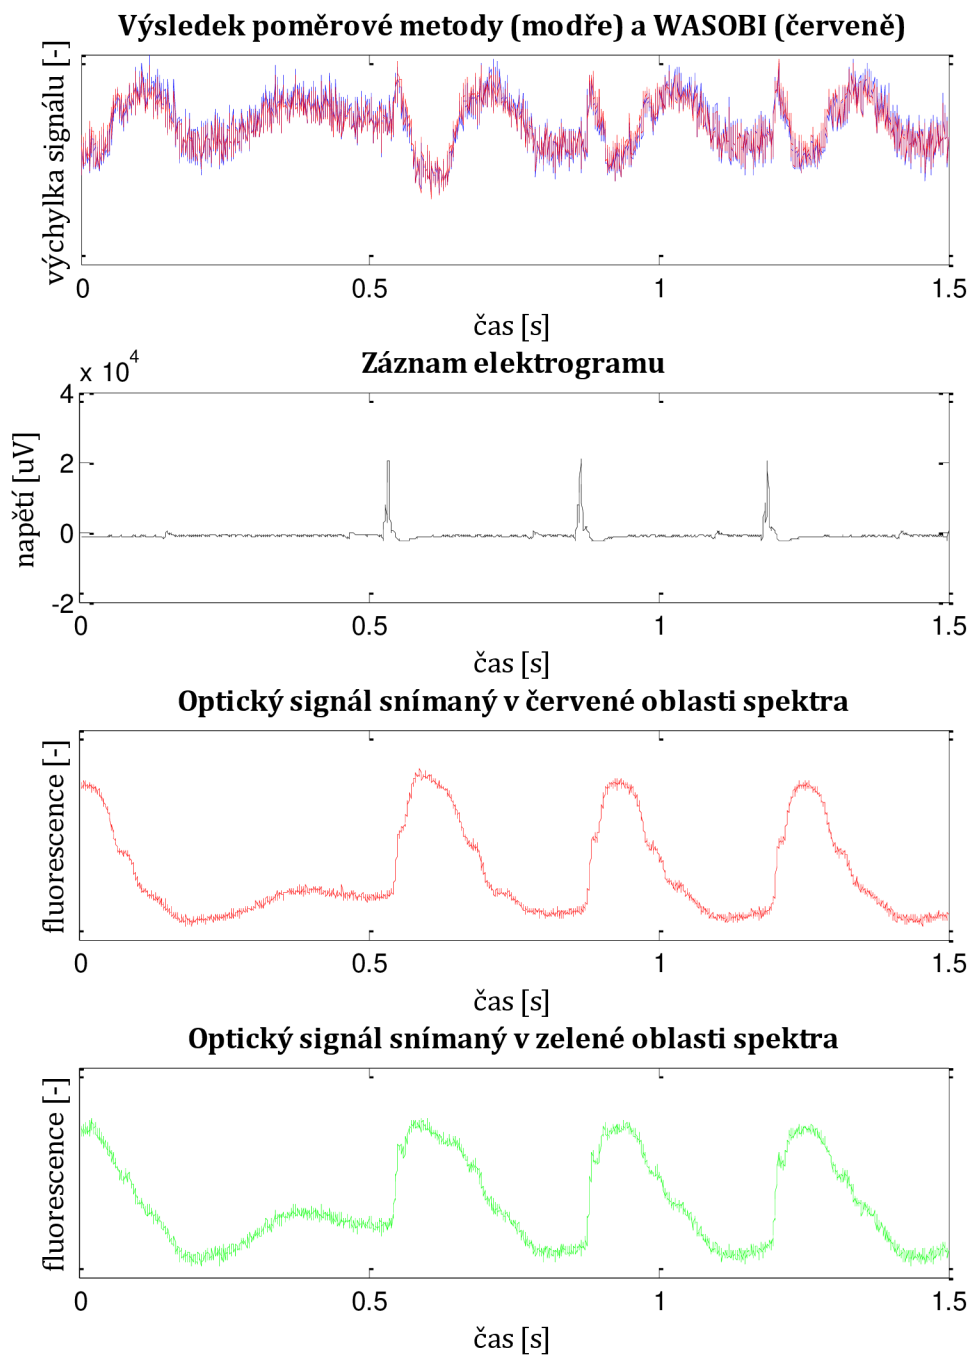 Výsledek poměrové metody (modře) a WASOBI (červeně)
výchylka signálu [-]
0 0.5 1 1.5
čas [s]
Záznam elektrogramu
x 10^4
napětí [uV]
4
2
0
-2
0 0.5 1 1.5
čas [s]
Optický signál snímaný v červené oblasti spektra
fluorescence [-]
0 0.5 1 1.5
čas [s]
Optický signál snímaný v zelené oblasti spektra
fluorescence [-]
0 0.5 1 1.5
čas [s]